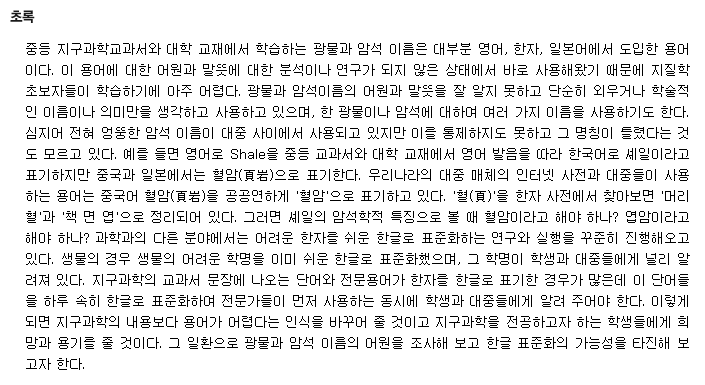 초록
중등 지구과학교과서와 대학 교재에서 학습하는 광물과 암석 이름은 대부분 영어, 한자, 일본어에서 도입한 용어
이다. 이 용어에 대한 어원과 말뜻에 대한 분석이나 연구가 되지 않은 상태에서 바로 사용해왔기 때문에 지질학
초보자들이 학습하기에 아주 어렵다. 광물과 암석이름의 어원과 말뜻을 잘 알지 못하고 단순히 외우거나 학술적
인 이름이나 의미만을 생각하고 사용하고 있으며, 한 광물이나 암석에 대하여 여러 가지 이름을 사용하기도 한다.
심지어 전혀 엉뚱한 암석 이름이 대중 사이에서 사용되고 있지만 이를 통제하지도 못하고 그 명칭이 틀렸다는 것
도 모르고 있다. 예를 들면 영어로 Shale을 중등 교과서와 대학 교재에서 영어 발음을 따라 한국어로 셰일이라고
표기하지만 중국과 일본에서는 혈암(頁岩)으로 표기한다. 우리나라의 대중 매체의 인터넷 사전과 대중들이 사용
하는 용어는 중국어 혈암(頁岩)을 공공연하게 '혈암'으로 표기하고 있다. '혈(頁)'을 한자 사전에서 찾아보면 '머리
혈'과 '책 면 엽'으로 정리되어 있다. 그러면 셰일의 암석학적 특징으로 볼 때 혈암이라고 해야 하나? 엽암이라고
해야 하나? 과학과의 다른 분야에서는 어려운 한자를 쉬운 한글로 표준화하는 연구와 실행을 꾸준히 진행해오고
있다. 생물의 경우 생물의 어려운 학명을 이미 쉬운 한글로 표준화했으며, 그 학명이 학생과 대중들에게 널리 알
려져 있다. 지구과학의 교과서 문장에 나오는 단어와 전문용어가 한자를 한글로 표기한 경우가 많은데 이 단어들
을 하루 속히 한글로 표준화하여 전문가들이 먼저 사용하는 동시에 학생과 대중들에게 알려 주어야 한다. 이렇게
되면 지구과학의 내용보다 용어가 어렵다는 인식을 바꾸어 줄 것이고 지구과학을 전공하고자 하는 학생들에게 희
망과 용기를 줄 것이다. 그 일환으로 광물과 암석 이름의 어원을 조사해 보고 한글 표준화의 가능성을 타진해 보
고자 한다.